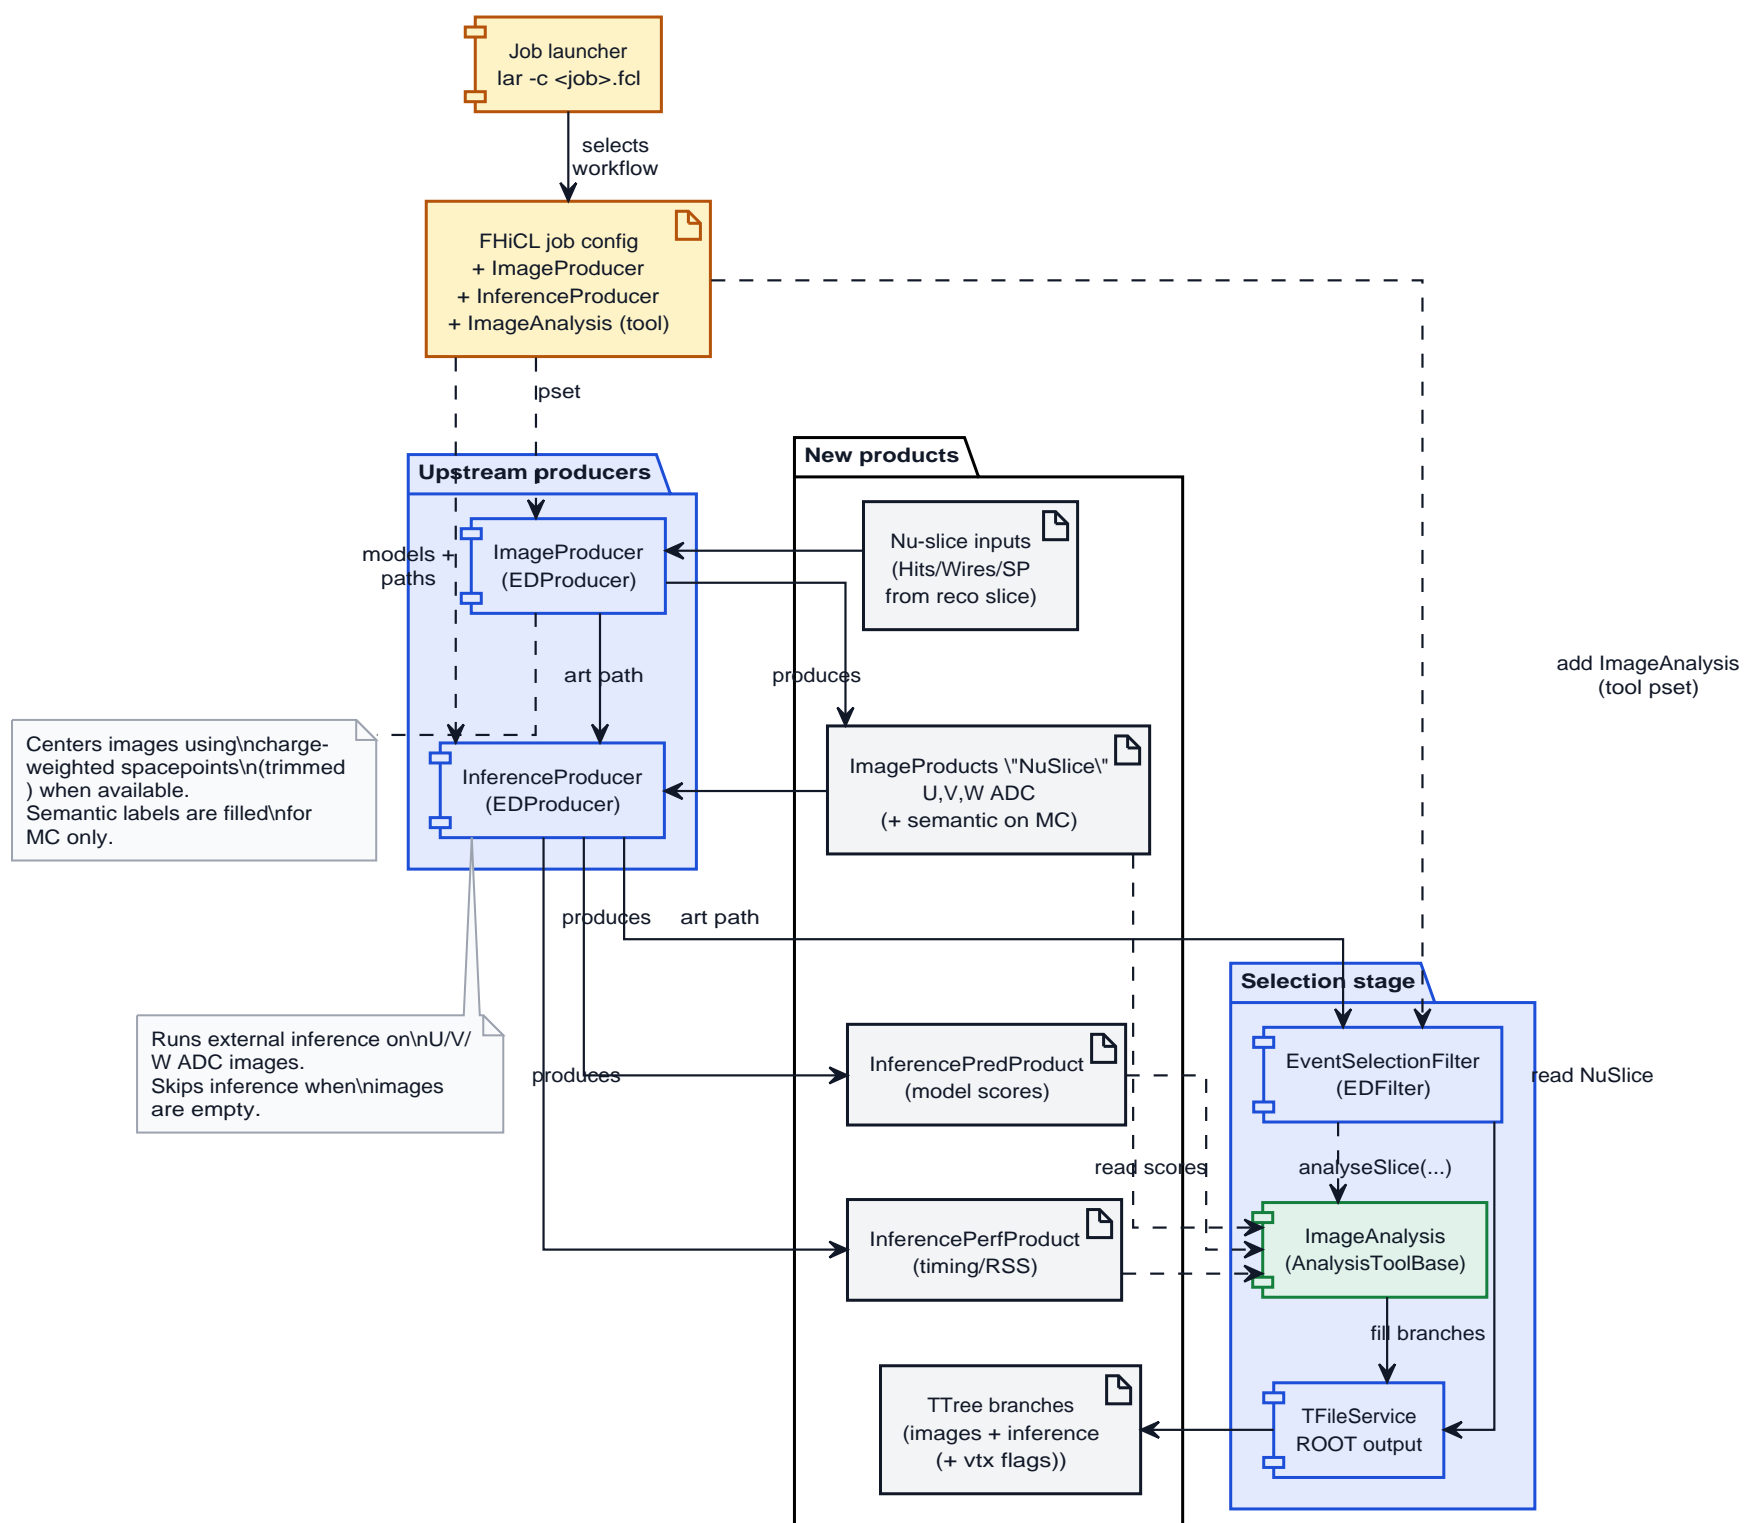 Job launcher
lar -c <job>.fcl
selects
workflow
FHiCL job config
+ ImageProducer
+ InferenceProducer
+ ImageAnalysis (tool)
pset
Upstream producers
New products
ImageProducer
(EDProducer)
Nu-slice inputs
(Hits/Wires/SP
from reco slice)
models +
paths
art path
produces
add ImageAnalysis
(tool pset)
Centers images using\ncharge-
weighted spacepoints\n(trimmed
) when available.
Semantic labels are filled\nfor
MC only.
InferenceProducer
(EDProducer)
ImageProducts \"NuSlice\"
U,V,W ADC
(+ semantic on MC)
produces
art path
Selection stage
Runs external inference on\nU/V/
W ADC images.
Skips inference when\nimages
are empty.
produces
InferencePredProduct
(model scores)
EventSelectionFilter
(EDFilter)
read NuSlice
read scores
analyseSlice(...)
InferencePerfProduct
(timing/RSS)
ImageAnalysis
(AnalysisToolBase)
fill branches
TTree branches
(images + inference
(+ vtx flags))
TFileService
ROOT output